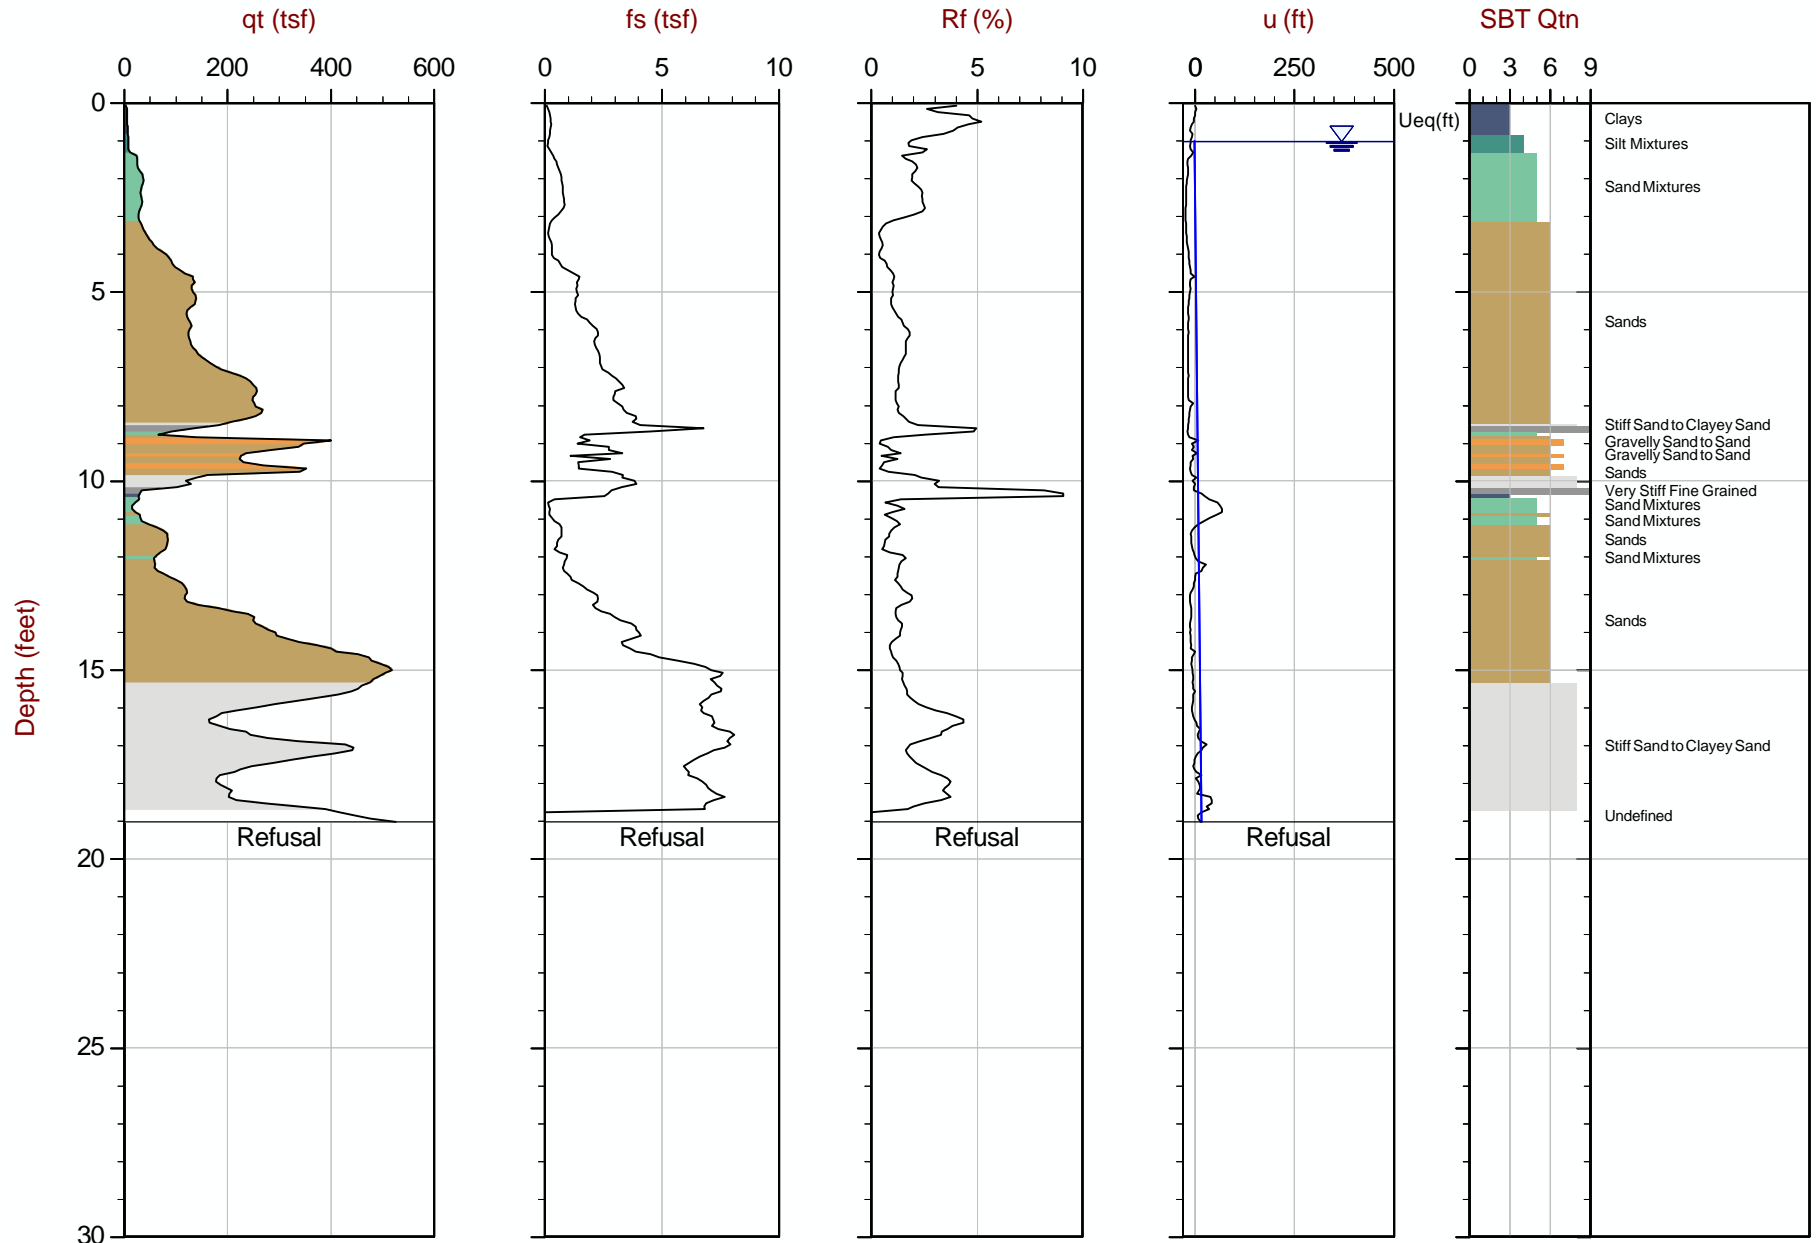 qt (tsf) fs (tsf) Rf (%) u (ft) SBT Qtn
0 200 400 600 0 5 10 0 5 10 0 250 500 0 3 6 9
0
Ueq(ft)
Clays
Silt Mixtures
Sand Mixtures
5
Sands
Stiff Sand to Clayey Sand
Gravelly Sand to Sand
Gravelly Sand to Sand
Sands
10
Very Stiff Fine Grained
Sand Mixtures
Sand Mixtures
Sands
Sand Mixtures
Sands
Depth (feet)
15
Stiff Sand to Clayey Sand
Undefined
Refusal Refusal Refusal Refusal
20
25
30